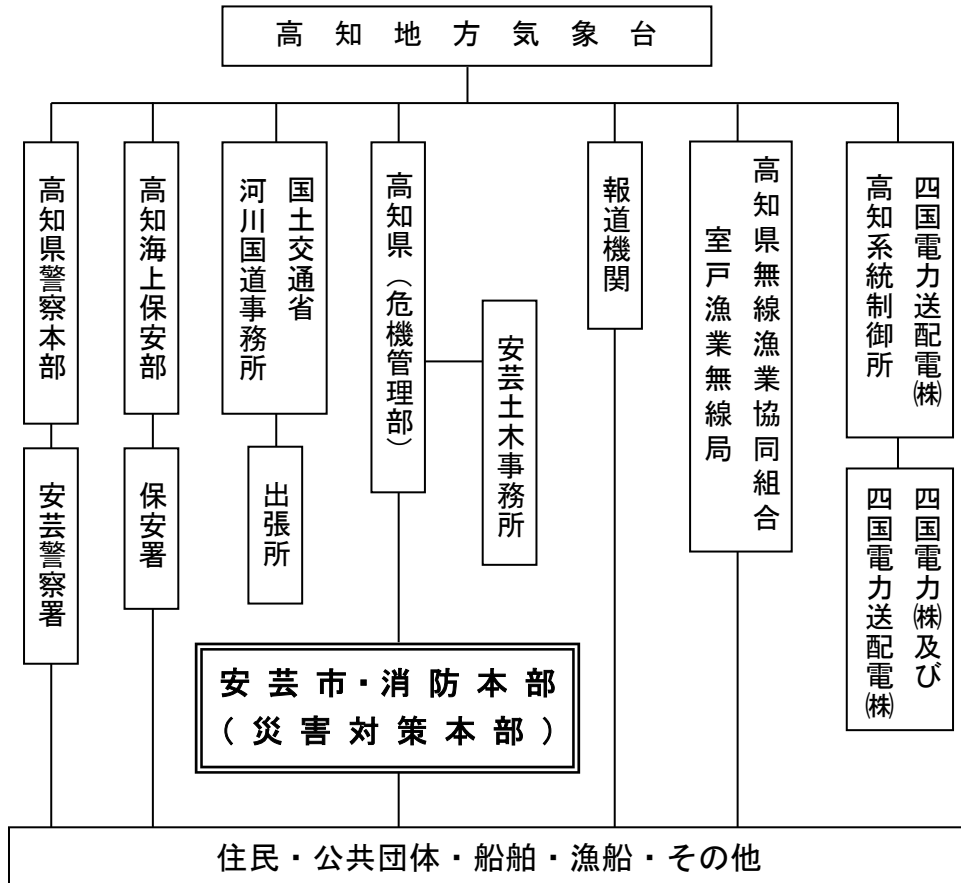 高知地方気象台
高知県警察本部
高知海上保安部
国土交通省
河川国道事務所
高知県（危機管理部）
報道機関
高知県無線漁業協同組合
室戸漁業無線局
四国電力送配電㈱
高知系統制御所
安芸土木事務所
安芸警察署
保安署
出張所
四国電力㈱及び
四国電力送配電㈱
安芸市・消防本部
（災害対策本部）
住民・公共団体・船舶・漁船・その他